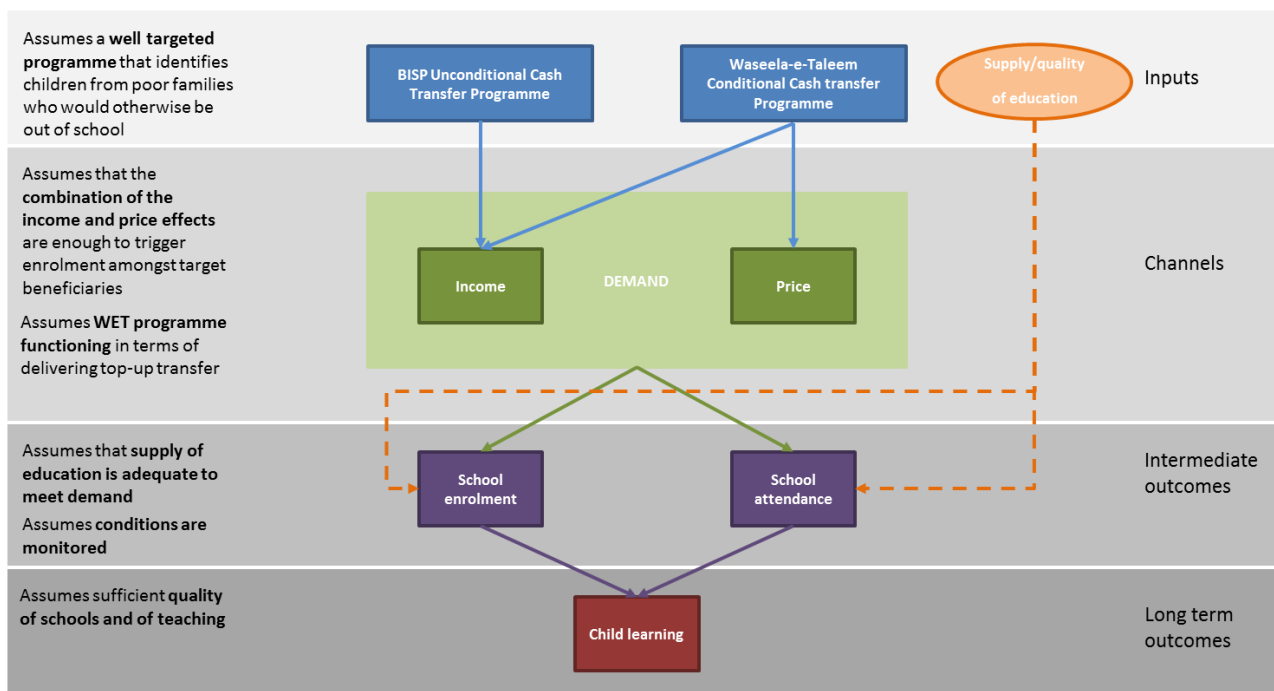 Assumes a well targeted
programme that identifies
children from poor families
who would otherwise be
out of school
BISP Unconditional Cash
Transfer Programme
Waseela-e-Taleem
Conditional Cash transfer
Programme
Supply/quality
of education
Inputs
Assumes that the
combination of the
income and price effects
are enough to trigger
enrolment amongst target
beneficiaries
Assumes WET programme
functioning in terms of
delivering top-up transfer
Income
DEMAND
Price
Channels
Assumes that supply of
education is adequate to
meet demand
Assumes conditions are
monitored
School
enrolment
School
attendance
Intermediate
outcomes
Assumes sufficient quality
of schools and of teaching
Child learning
Long term
outcomes